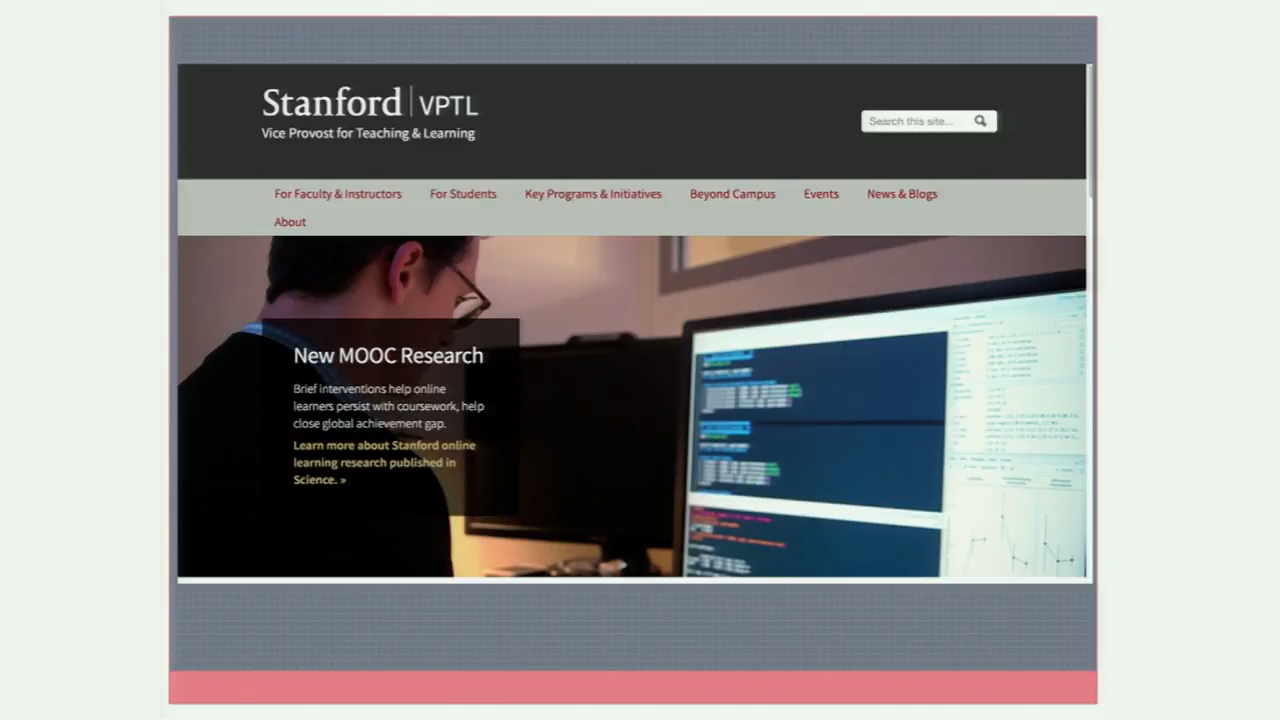 Stanford | VPTL
Vice Provost for Teaching & Learning
Search this site...
For Faculty & Instructors For Students Key Programs & Initiatives Beyond Campus Events News & Blogs
About
New MOOC Research
Brief interventions help online
learners persist with coursework, help
close global achievement gap.
Learn more about Stanford online
learning research published in
Science. »